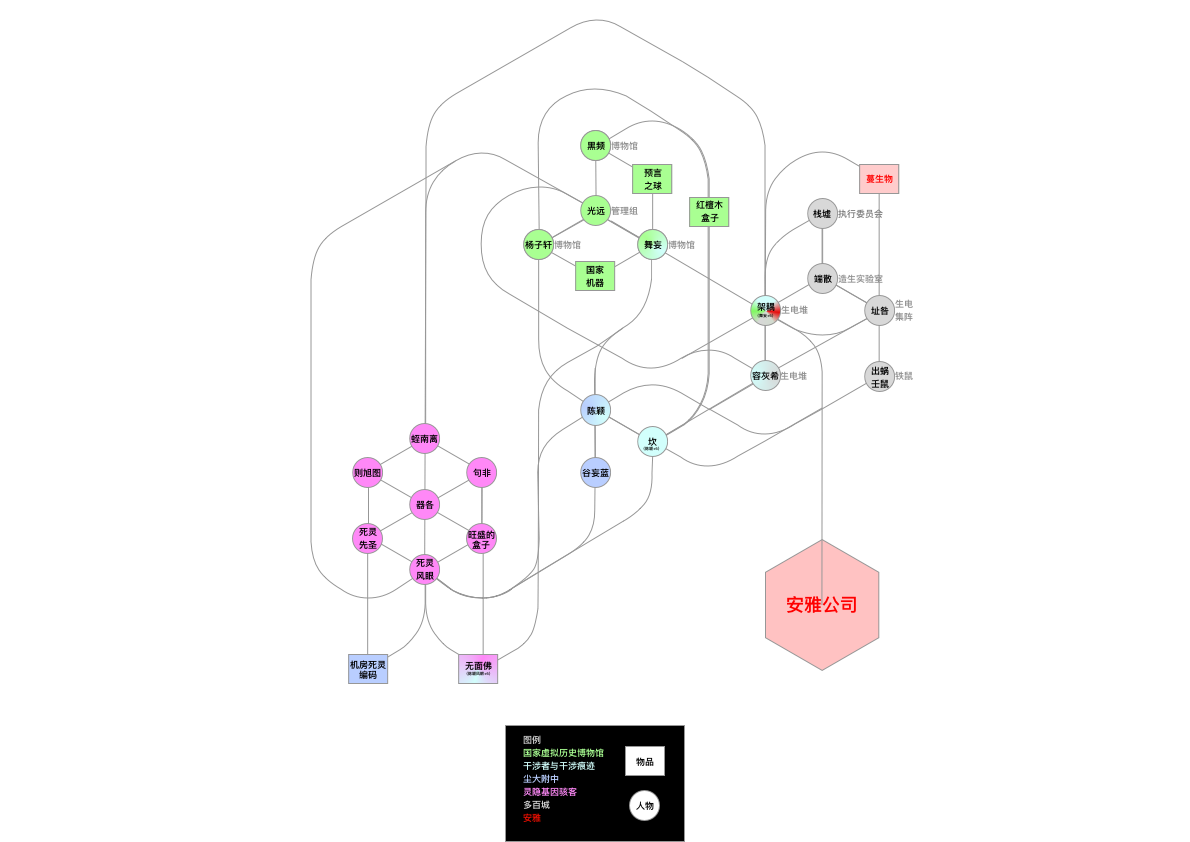 黑频
博物馆
预言
之球
蔓生物
红檀木
盒子
光远
管理组
栈墟
执行委员会
杨子轩
博物馆
舞妄
博物馆
国家
机器
端散
造生实验室
架骡
生电堆
址昝
生电
集阵
容灰希
生电堆
出蜗
壬鼠
铁鼠
陈颖
坎
蛭南离
则旭图
句非
谷妄蓝
器各
死灵
先圣
旺盛的
盒子
死灵
风眼
安雅公司
机房死灵
编码
无面佛
图例
国家虚拟历史博物馆
干涉者与干涉痕迹
尘大附中
灵隐基因骇客
多百城
安雅
物品
人物